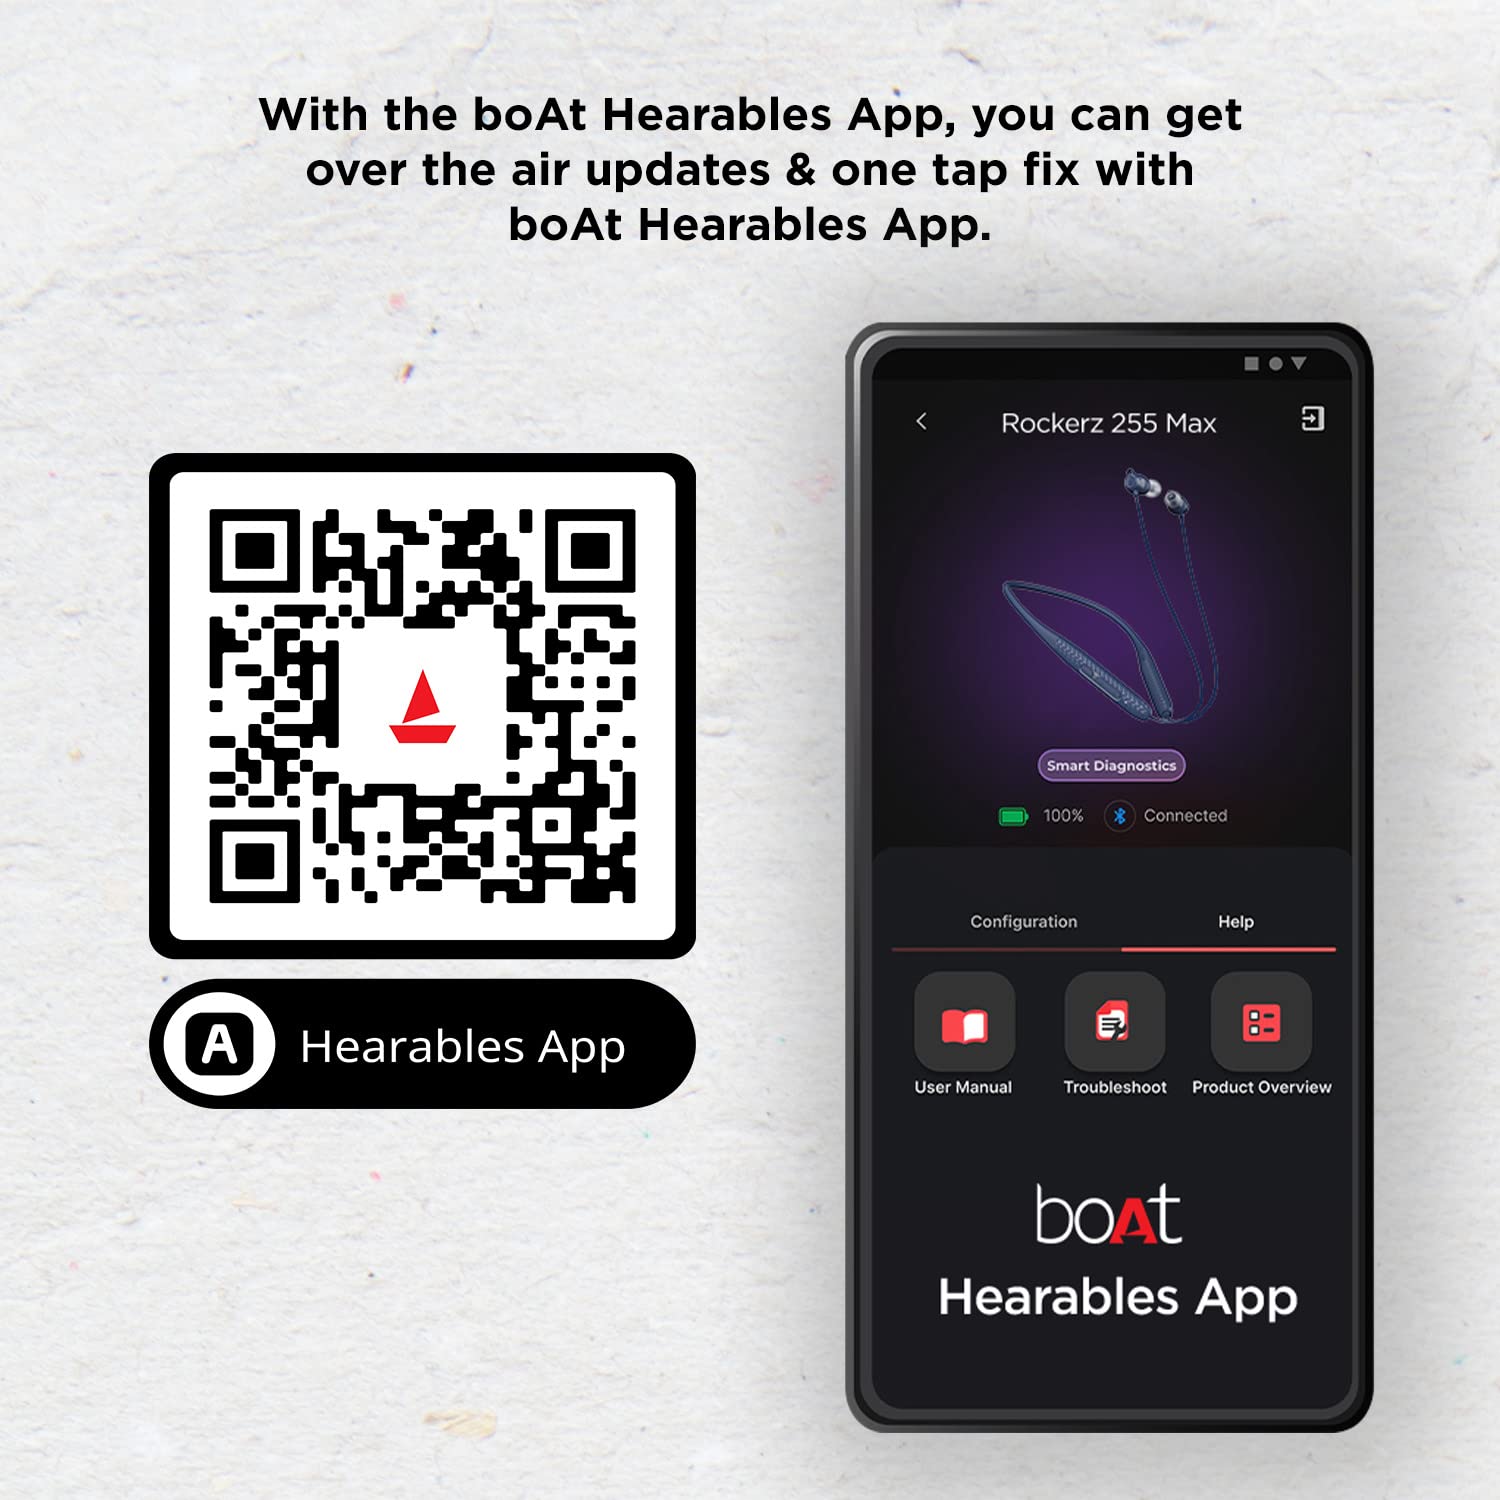 With the boAt Hearables App, you can get
over the air updates & one tap fix with
boAt Hearables App.
A Hearables App
Rockerz 255 Max
Smart Diagnostics
100% Connected
Configuration Help
User Manual Troubleshoot Product Overview
boAt
Hearables App